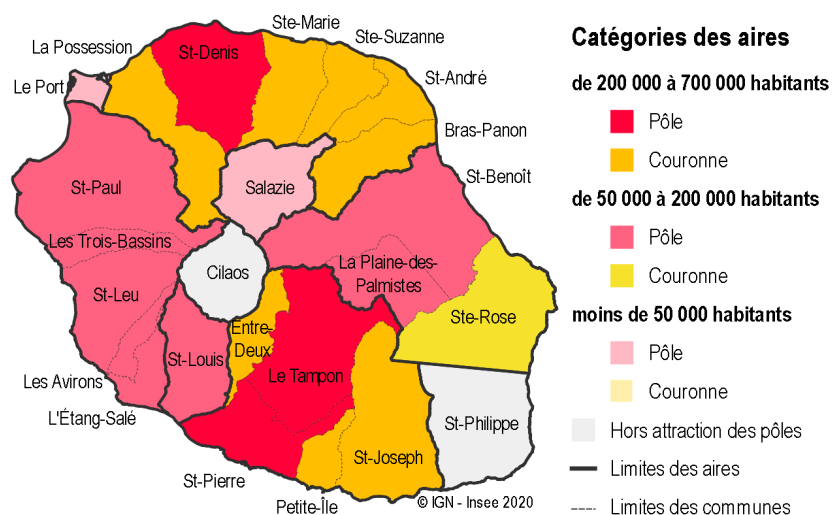 Ste-Marie
La Possession
St-Denis
Ste-Suzanne
Le Port
St-André
Bras-Panon
St-Benoît
St-Paul
Salazie
Les Trois-Bassins
Cilaos
La Plaine-des-
Palmistes
St-Leu
Ste-Rose
Entre-
Deux
St-Louis
Le Tampon
Les Avirons
L'Étang-Salé
St-Philippe
St-Joseph
St-Pierre
Petite-Île
© IGN - Insee 2020
Catégories des aires
de 200 000 à 700 000 habitants
Pôle
Couronne
de 50 000 à 200 000 habitants
Pôle
Couronne
moins de 50 000 habitants
Pôle
Couronne
Hors attraction des pôles
Limites des aires
Limites des communes